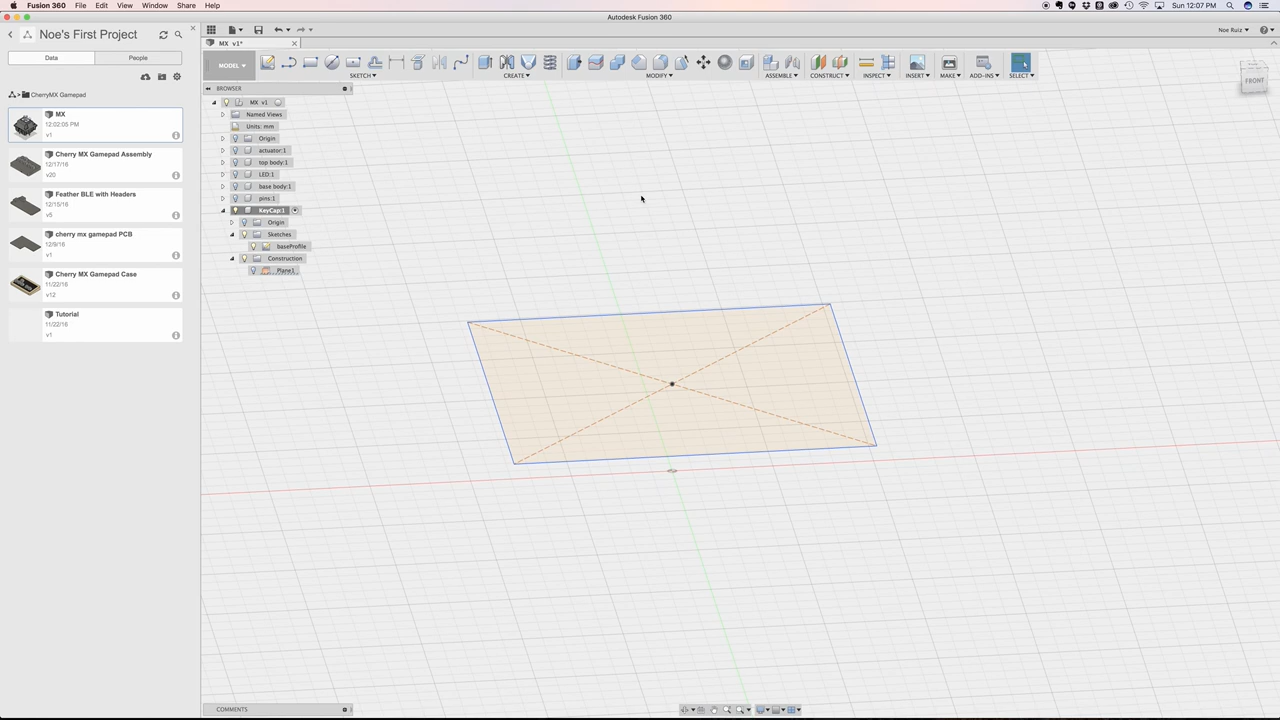 Fusion 360 File Edit View Window Share Help
Sun 12:07 PM
Autodesk Fusion 360
Noe's First Project
Data People
CherryMX Gamepad
MX
12:02:05 PM
v1
Cherry MX Gamepad Assembly
12/17/16
v20
Feather BLE with Headers
12/15/16
v5
cherry mx gamepad PCB
12/9/16
v1
Cherry MX Gamepad Case
11/22/16
v12
Tutorial
11/22/16
v1
Noe Ruiz
MX v1*
MODEL
SKETCH CREATE MODIFY ASSEMBLE CONSTRUCT INSPECT INSERT MAKE ADD-INS SELECT
FRONT
BROWSER
MX v1
Named Views
Units: mm
Origin
actuator:1
top body:1
LED:1
base body:1
pins:1
KeyCap:1
Origin
Sketches
baseProfile
Construction
Plane1
COMMENTS